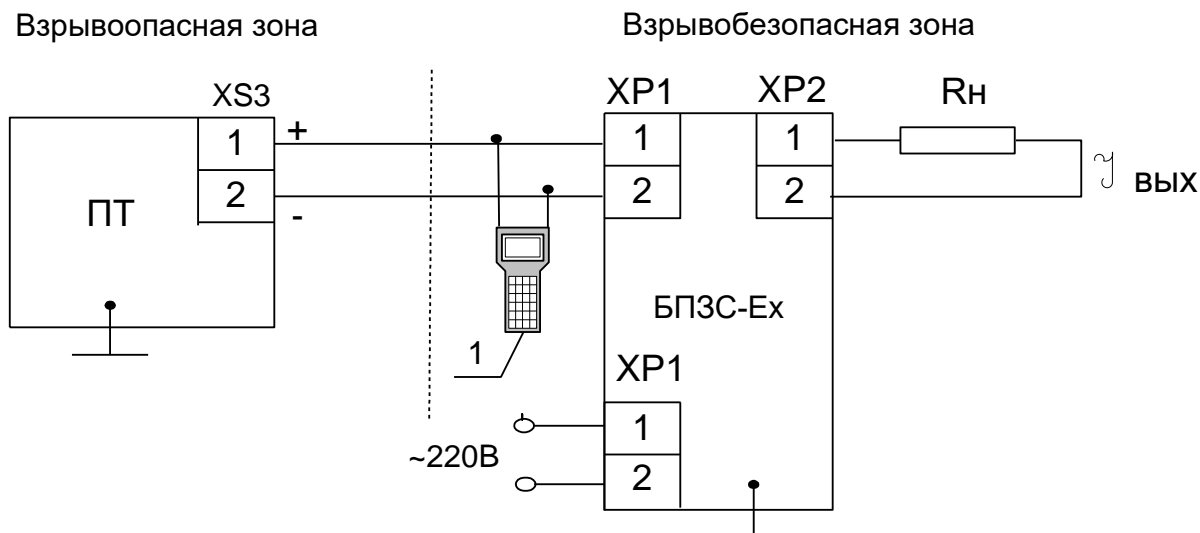 Взрывоопасная зона
Взрывобезопасная зона
XS3
XP1
XP2
Rн
1
+
2
-
ПТ
1
2
1
2
вых
БПЗС-Ех
1
XP1
1
2
~220В